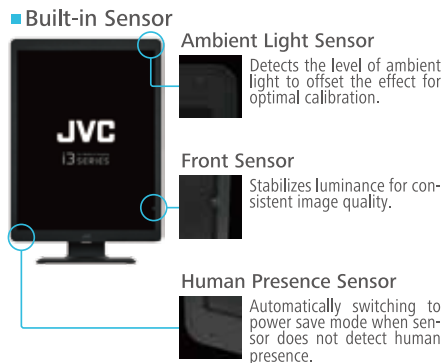 Built-in Sensor
Ambient Light Sensor
Detects the level of ambient
light to offset the effect for
optimal calibration.
JVC
i3 SERIES
Front Sensor
Stabilizes luminance for con-
sistent image quality.
Human Presence Sensor
Automatically switching to
power save mode when sen-
sor does not detect human
presence.